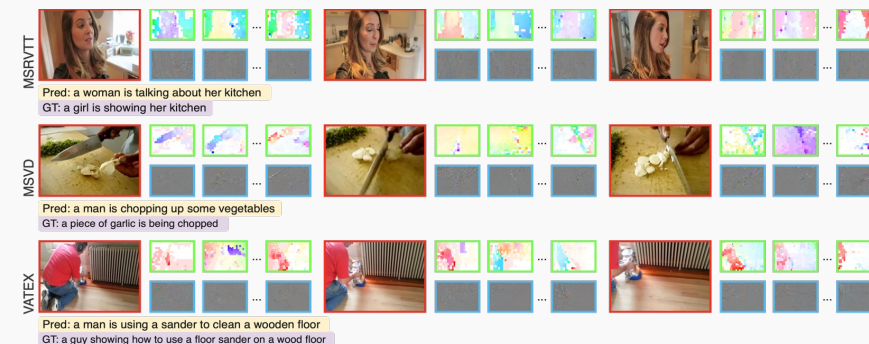 MSRVTT
Pred: a woman is talking about her kitchen
GT: a girl is showing her kitchen
MSVD
Pred: a man is chopping up some vegetables
GT: a piece of garlic is being chopped
VATEX
Pred: a man is using a sander to clean a wooden floor
GT: a guy showing how to use a floor sander on a wood floor